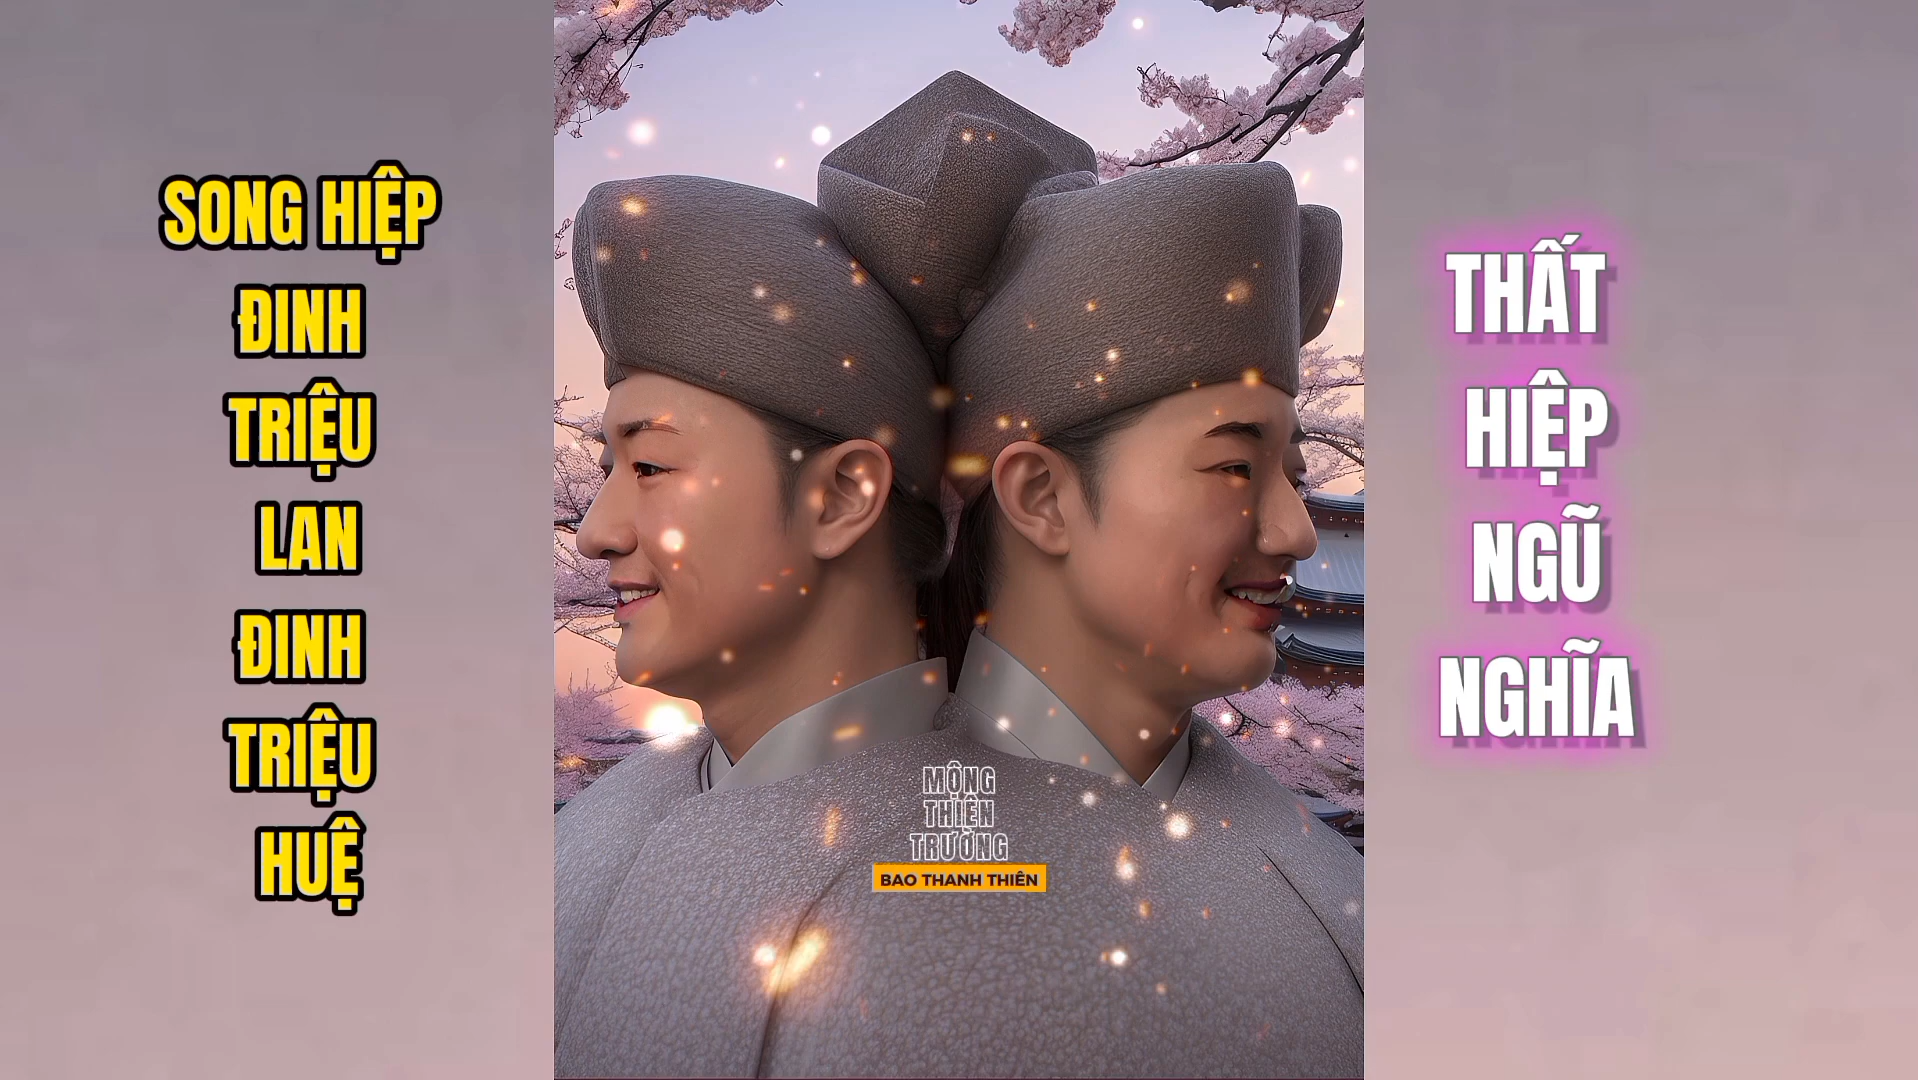 SONG HIỆP
ĐINH
TRIỆU
LAN
ĐINH
TRIỆU
HUỆ
MỘNG
THIÊN
TRƯỜNG
BAO THANH THIÊN
THẤT
HIỆP
NGŨ
NGHĨA